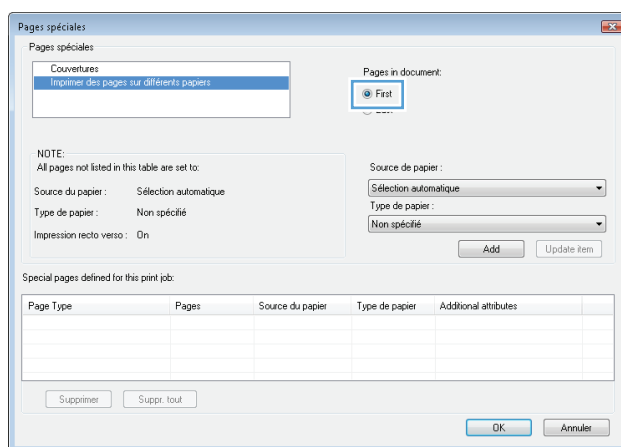 Pages spéciales
Pages spéciales
Couvertures
Imprimer des pages sur différents papiers
Pages in document:
First
NOTE:
All pages not listed in this table are set to:
Source du papier : Sélection automatique
Type de papier : Non spécifié
Impression recto verso : On
Source de papier :
Sélection automatique
Type de papier :
Non spécifié
Add Update item
Special pages defined for this print job:
Page Type Pages Source du papier Type de papier Additional attributes
Supprimer Suppr. tout
OK Annuler